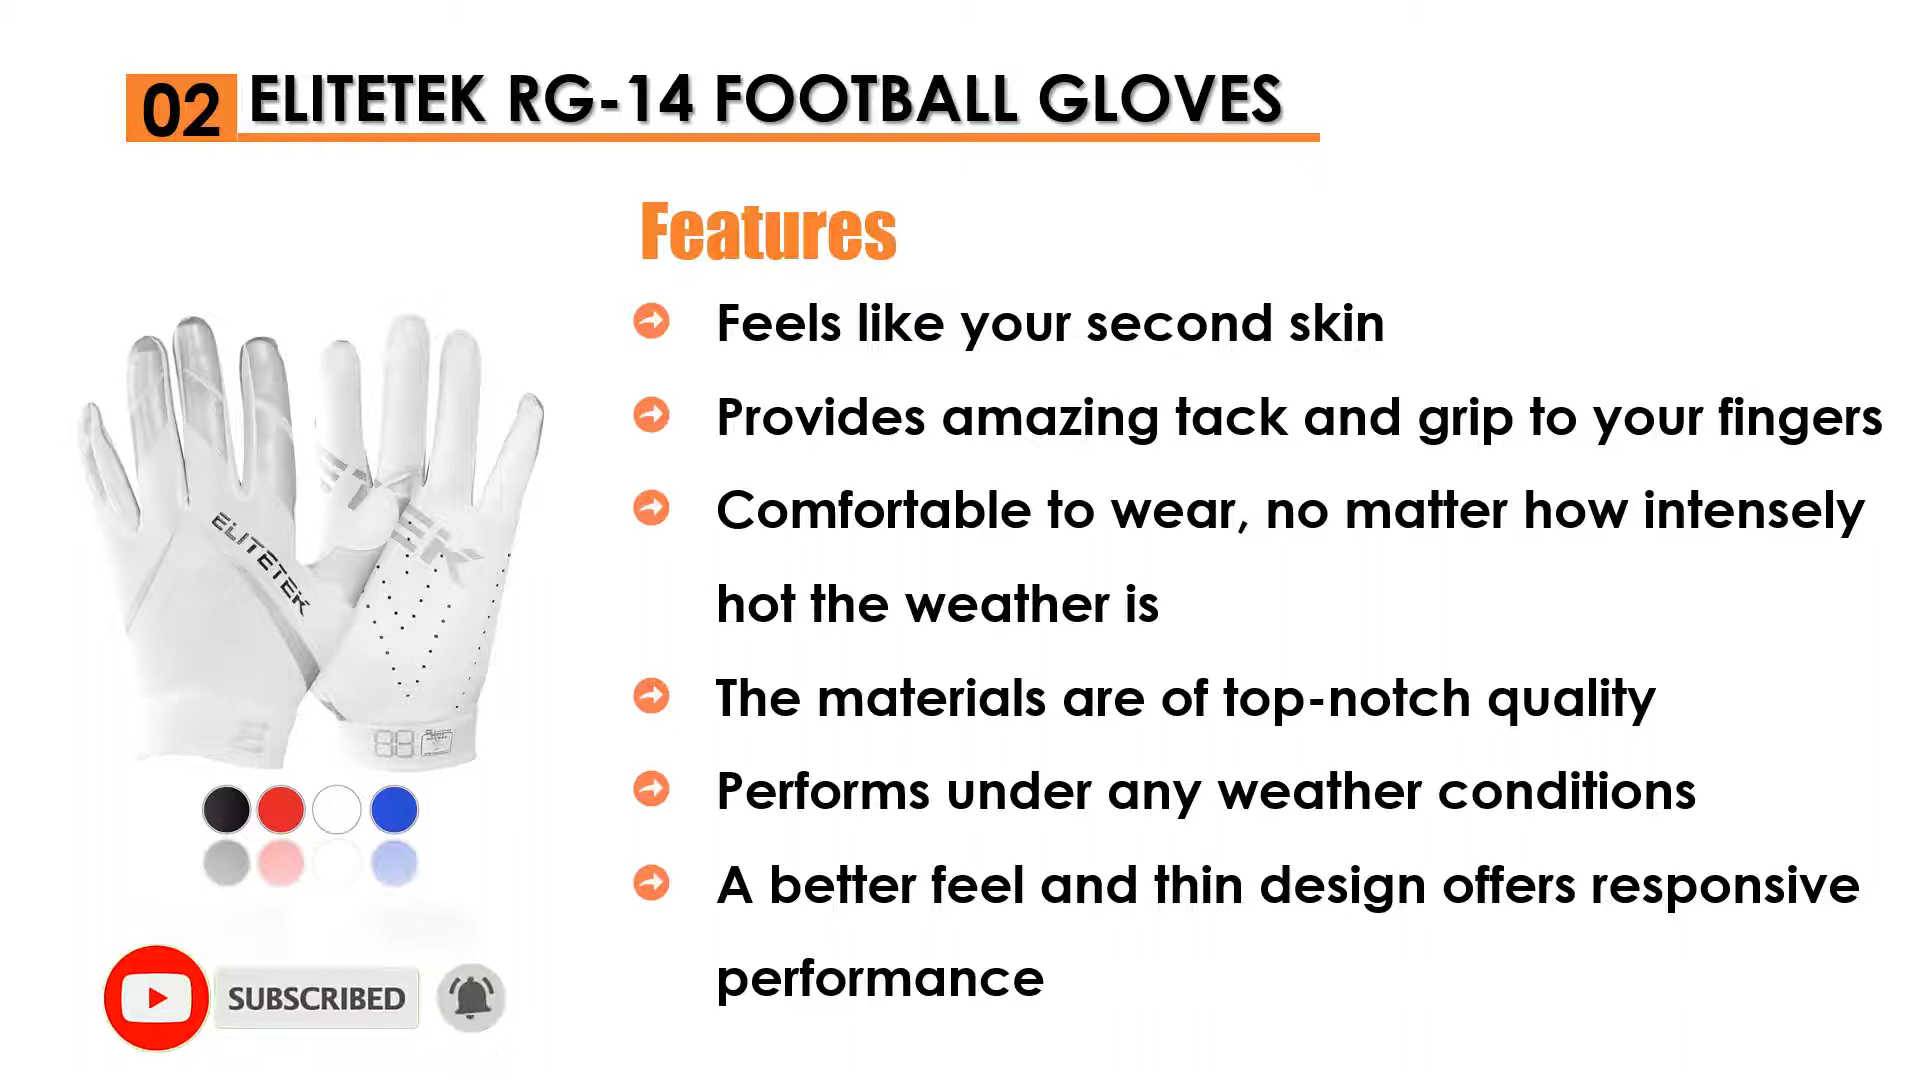 02 ELITETEK RG-14 FOOTBALL GLOVES
Features
Feels like your second skin
Provides amazing tack and grip to your fingers
Comfortable to wear, no matter how intensely
hot the weather is
The materials are of top-notch quality
Performs under any weather conditions
A better feel and thin design offers responsive
performance
ELITETEK
88
SUBSCRIBED